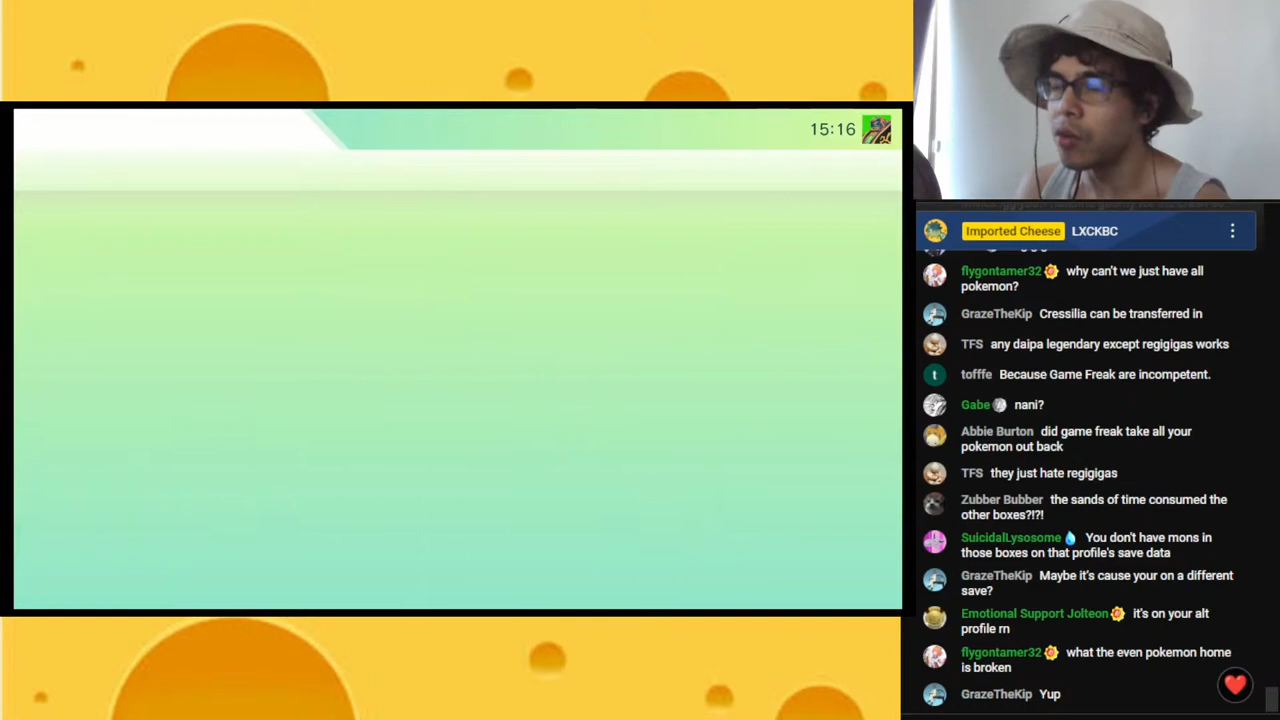 15:16
Imported Cheese LXCKBC
flygontamer32 why can't we just have all
pokemon?
GrazeTheKip Cressilia can be transferred in
TFS any daipa legendary except regigigas works
t tofffe Because Game Freak are incompetent.
Gabe nani?
Abbie Burton did game freak take all your
pokemon out back
TFS they just hate regigigas
Zubber Bubber the sands of time consumed the
other boxes?!?!
SuicidalLysosome You don't have mons in
those boxes on that profile's save data
GrazeTheKip Maybe it's cause your on a different
save?
Emotional Support Jolteon it's on your alt
profile rn
flygontamer32 what the even pokemon home
is broken
GrazeTheKip Yup